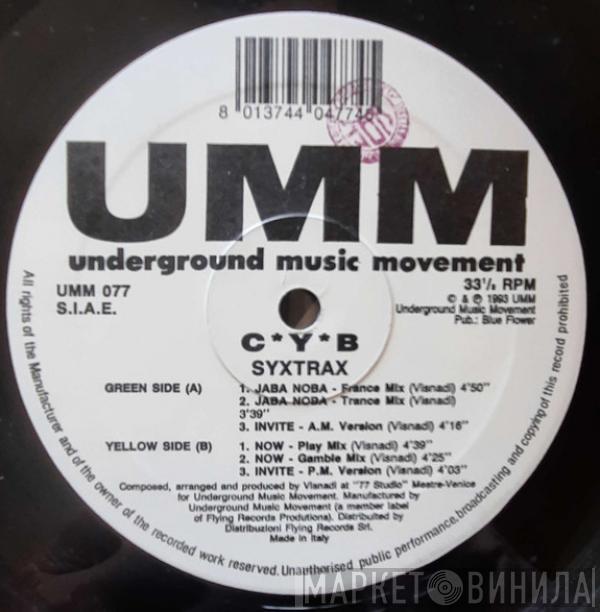 8 013744 04774
UMM
underground music movement
UMM 077
S.I.A.E.
33⅓ RPM
© & ℗ 1993 UMM
Underground Music Movement
Pub.: Blue Flower
C*Y*B
SYXTRAX
GREEN SIDE (A)
1. JABA NOBA - France Mix (Visnadi) 4'50"
2. JABA NOBA - Trance Mix (Visnadi)
3'39"
3. INVITE - A.M. Version (Visnadi) 4'16"
YELLOW SIDE (B)
1. NOW - Play Mix (Visnadi) 4'39"
2. NOW - Gamble Mix (Visnadi) 4'25"
3. INVITE - P.M. Version (Visnadi) 4'03"
Composed, arranged and produced by Visnadi at "77 Studio" Mestre-Venice
for Underground Music Movement. Manufactured by
Underground Music Movement (a member label
of Flying Records Produtions). Distribuited by
Distribuzioni Flying Records Srl.
Made in Italy
All rights of the Manufacturer and of the owner of the recorded work reserved. Unauthorised public performance, broadcasting and copying of this record prohibited
МАРКЕТ ВИНИЛА